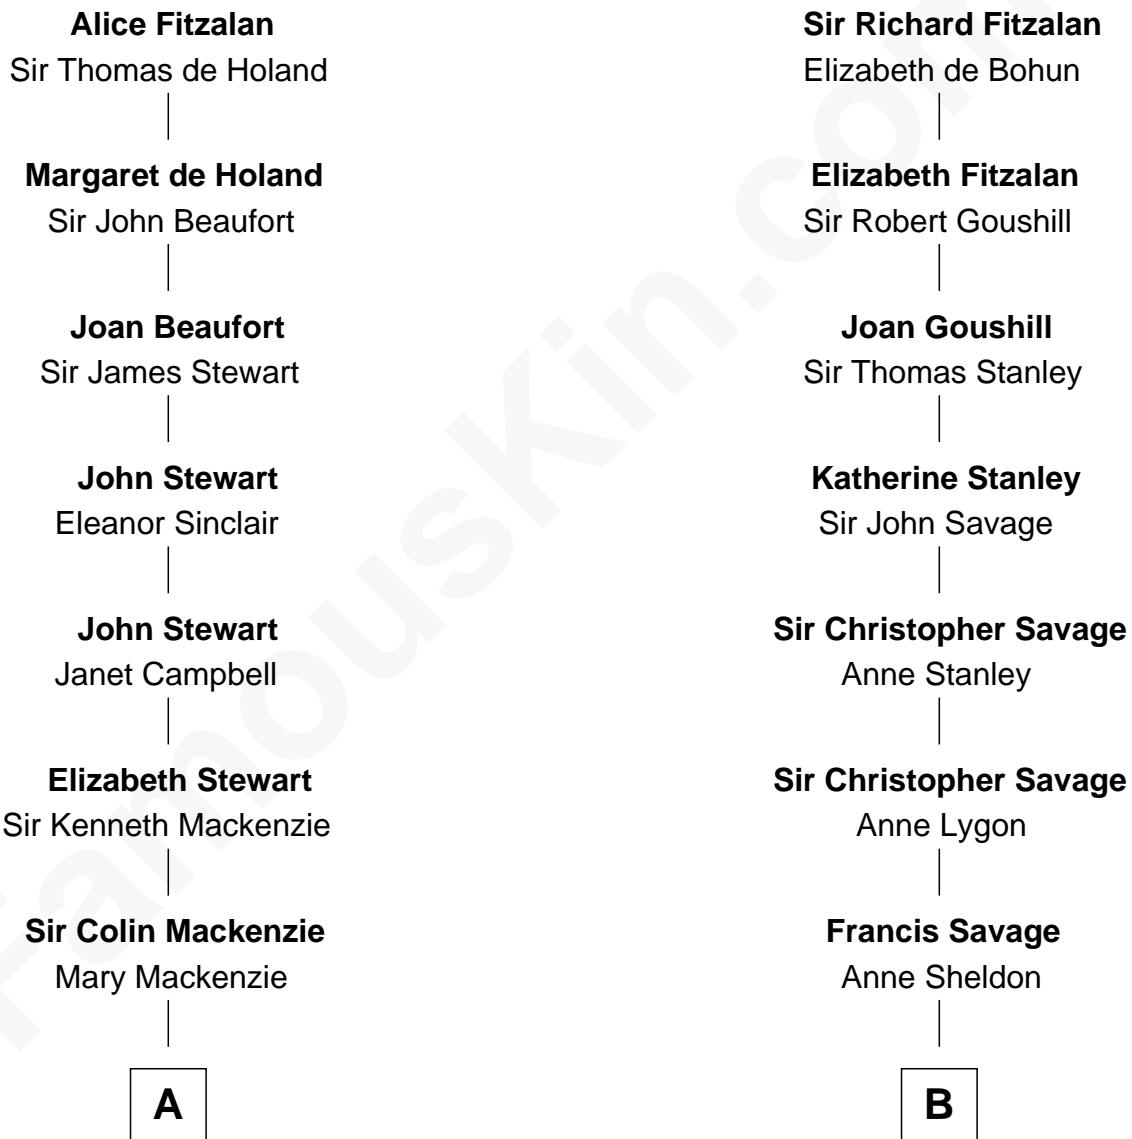 Alice Fitzalan
Sir Thomas de Holand
Margaret de Holand
Sir John Beaufort
Joan Beaufort
Sir James Stewart
John Stewart
Eleanor Sinclair
John Stewart
Janet Campbell
Elizabeth Stewart
Sir Kenneth Mackenzie
Sir Colin Mackenzie
Mary Mackenzie
A
Sir Richard Fitzalan
Elizabeth de Bohun
Elizabeth Fitzalan
Sir Robert Goushill
Joan Goushill
Sir Thomas Stanley
Katherine Stanley
Sir John Savage
Sir Christopher Savage
Anne Stanley
Sir Christopher Savage
Anne Lygon
Francis Savage
Anne Sheldon
B
FamousKin.com